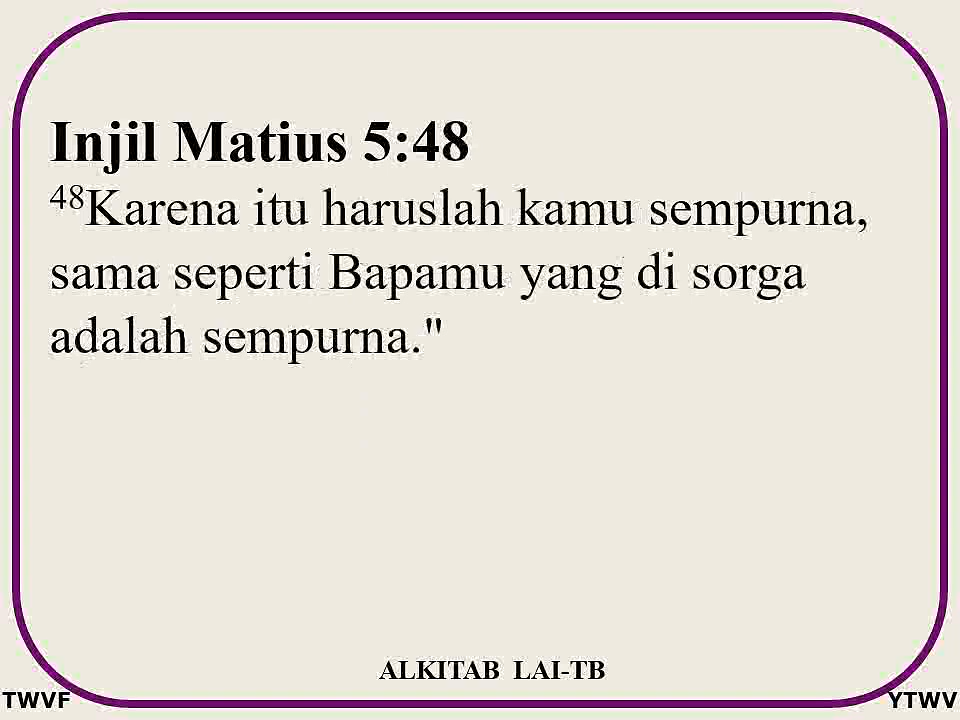 Injil Matius 5:48
48Karena itu haruslah kamu sempurna,
sama seperti Bapamu yang di sorga
adalah sempurna."
ALKITAB LAI-TB
TWVF
YTWV